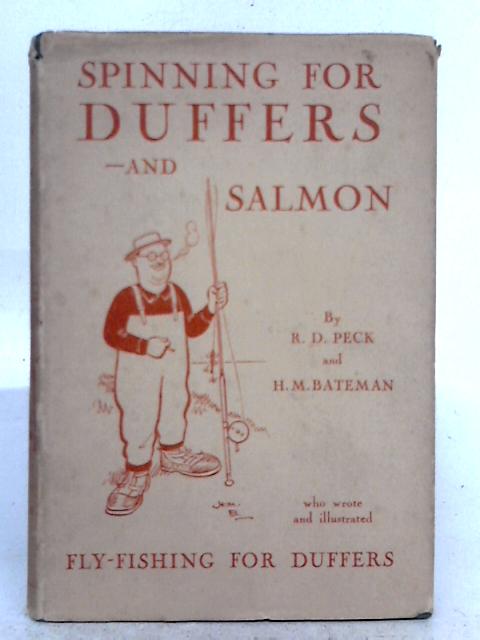 SPINNING FOR
DUFFERS
—AND
SALMON
By
R. D. PECK
and
H. M. BATEMAN
who wrote
and illustrated
FLY-FISHING FOR DUFFERS